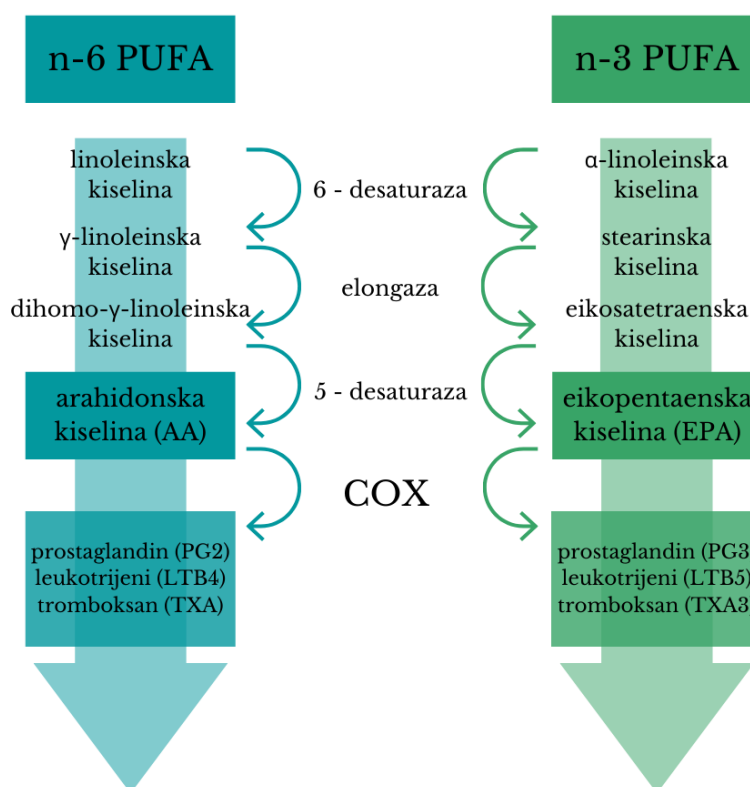 n-6 PUFA
linoleinska
kiselina
γ-linoleinska
kiselina
dihomo-γ-linoleinska
kiselina
arahidonska
kiselina (AA)
prostaglandin (PG2)
leukotrijeni (LTB4)
tromboksan (TXA)
6 - desaturaza
elongaza
5 - desaturaza
COX
n-3 PUFA
α-linoleinska
kiselina
stearinska
kiselina
eikosatetraenska
kiselina
eikopentaenska
kiselina (EPA)
prostaglandin (PG3
leukotrijeni (LTB5)
tromboksan (TXA3